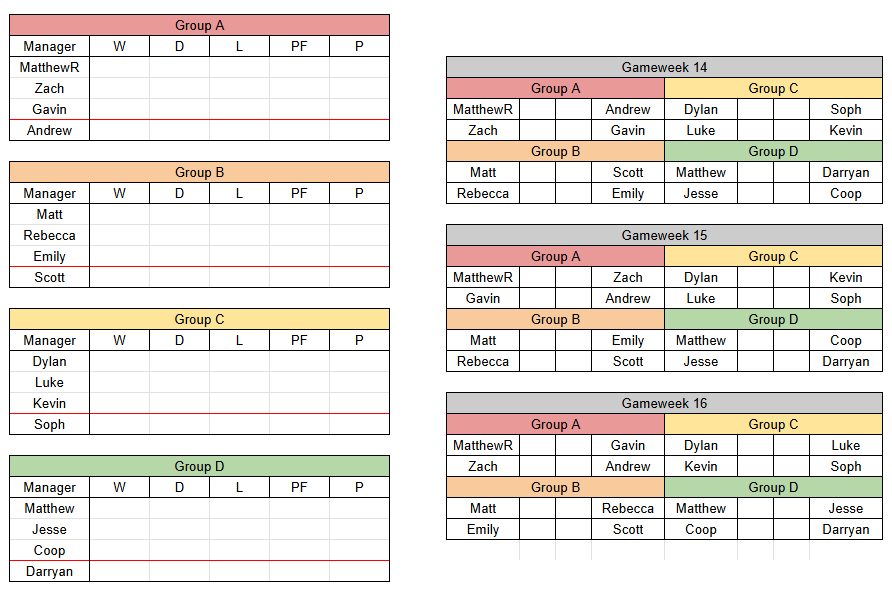 Group A
Manager W D L PF P
MatthewR
Zach
Gavin
Andrew
Group B
Manager W D L PF P
Matt
Rebecca
Emily
Scott
Group C
Manager W D L PF P
Dylan
Luke
Kevin
Soph
Group D
Manager W D L PF P
Matthew
Jesse
Coop
Darryan
Gameweek 14
Group A Group C
MatthewR Andrew Dylan Soph
Zach Gavin Luke Kevin
Group B Group D
Matt Scott Matthew Darryan
Rebecca Emily Jesse Coop
Gameweek 15
Group A Group C
MatthewR Zach Dylan Kevin
Gavin Andrew Luke Soph
Group B Group D
Matt Emily Matthew Coop
Rebecca Scott Jesse Darryan
Gameweek 16
Group A Group C
MatthewR Gavin Dylan Luke
Zach Andrew Kevin Soph
Group B Group D
Matt Rebecca Matthew Jesse
Emily Scott Coop Darryan